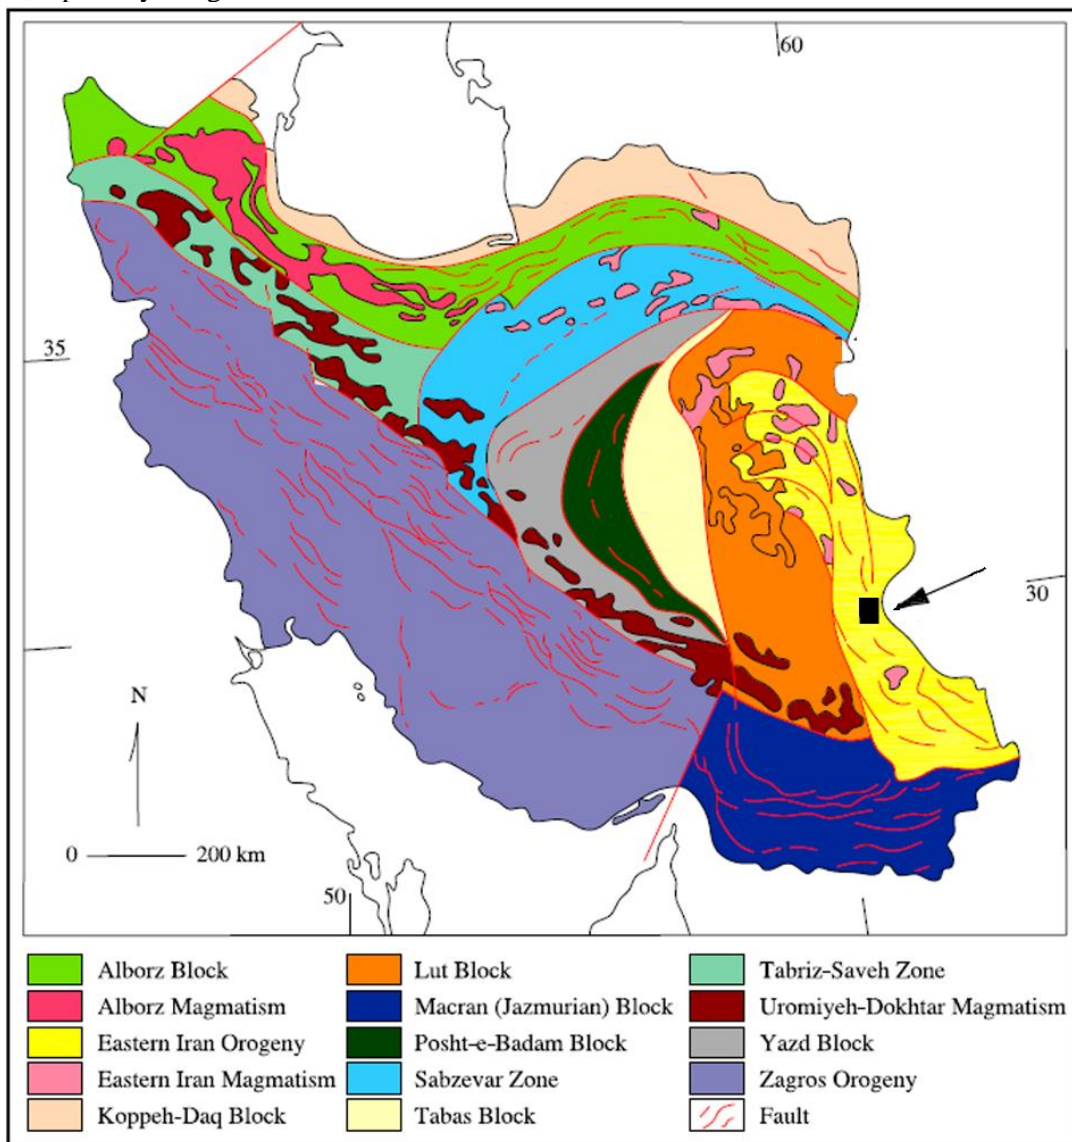 60
35
30
N
0 200 km
50
Alborz Block
Alborz Magmatism
Eastern Iran Orogeny
Eastern Iran Magmatism
Koppeh-Daq Block
Lut Block
Macran (Jazmurian) Block
Posht-e-Badam Block
Sabzevar Zone
Tabas Block
Tabriz-Saveh Zone
Uromiyeh-Dokhtar Magmatism
Yazd Block
Zagros Orogeny
Fault